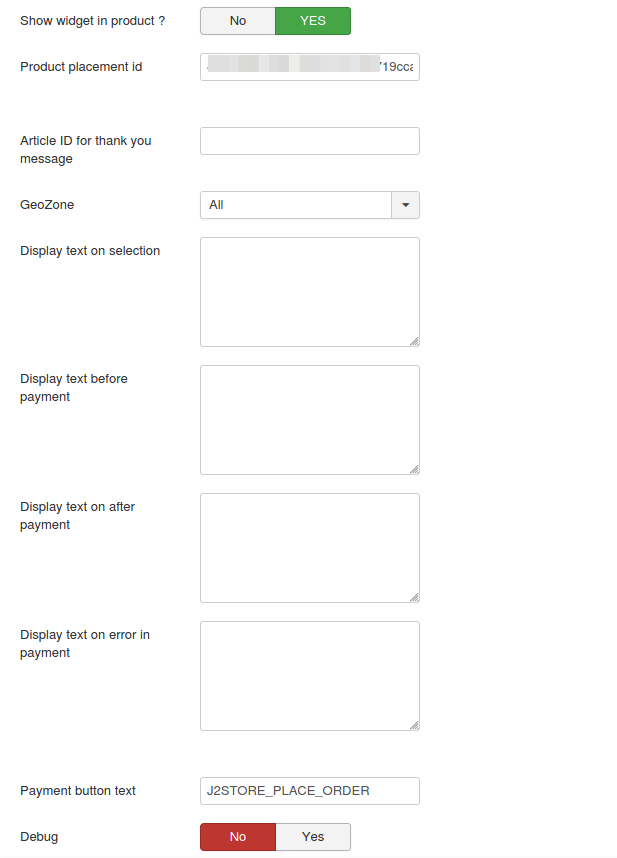 Show widget in product ? No YES
Product placement id 719cca
Article ID for thank you
message
GeoZone All
Display text on selection
Display text before
payment
Display text on after
payment
Display text on error in
payment
Payment button text J2STORE_PLACE_ORDER
Debug No Yes